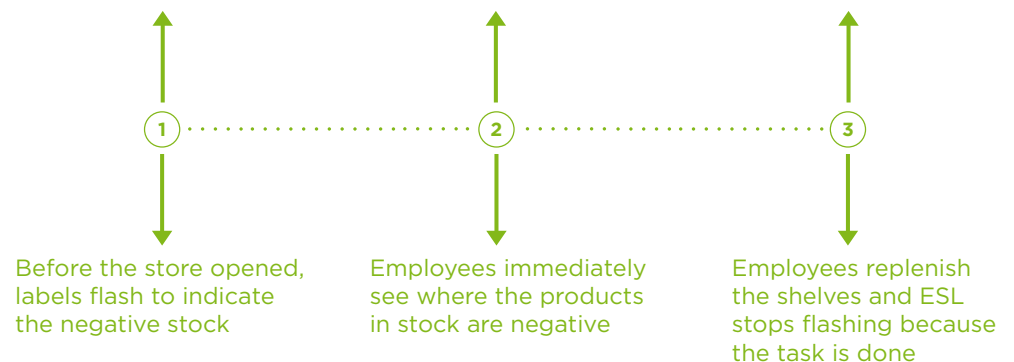 1
2
3
Before the store opened,
labels flash to indicate
the negative stock
Employees immediately
see where the products
in stock are negative
Employees replenish
the shelves and ESL
stops flashing because
the task is done